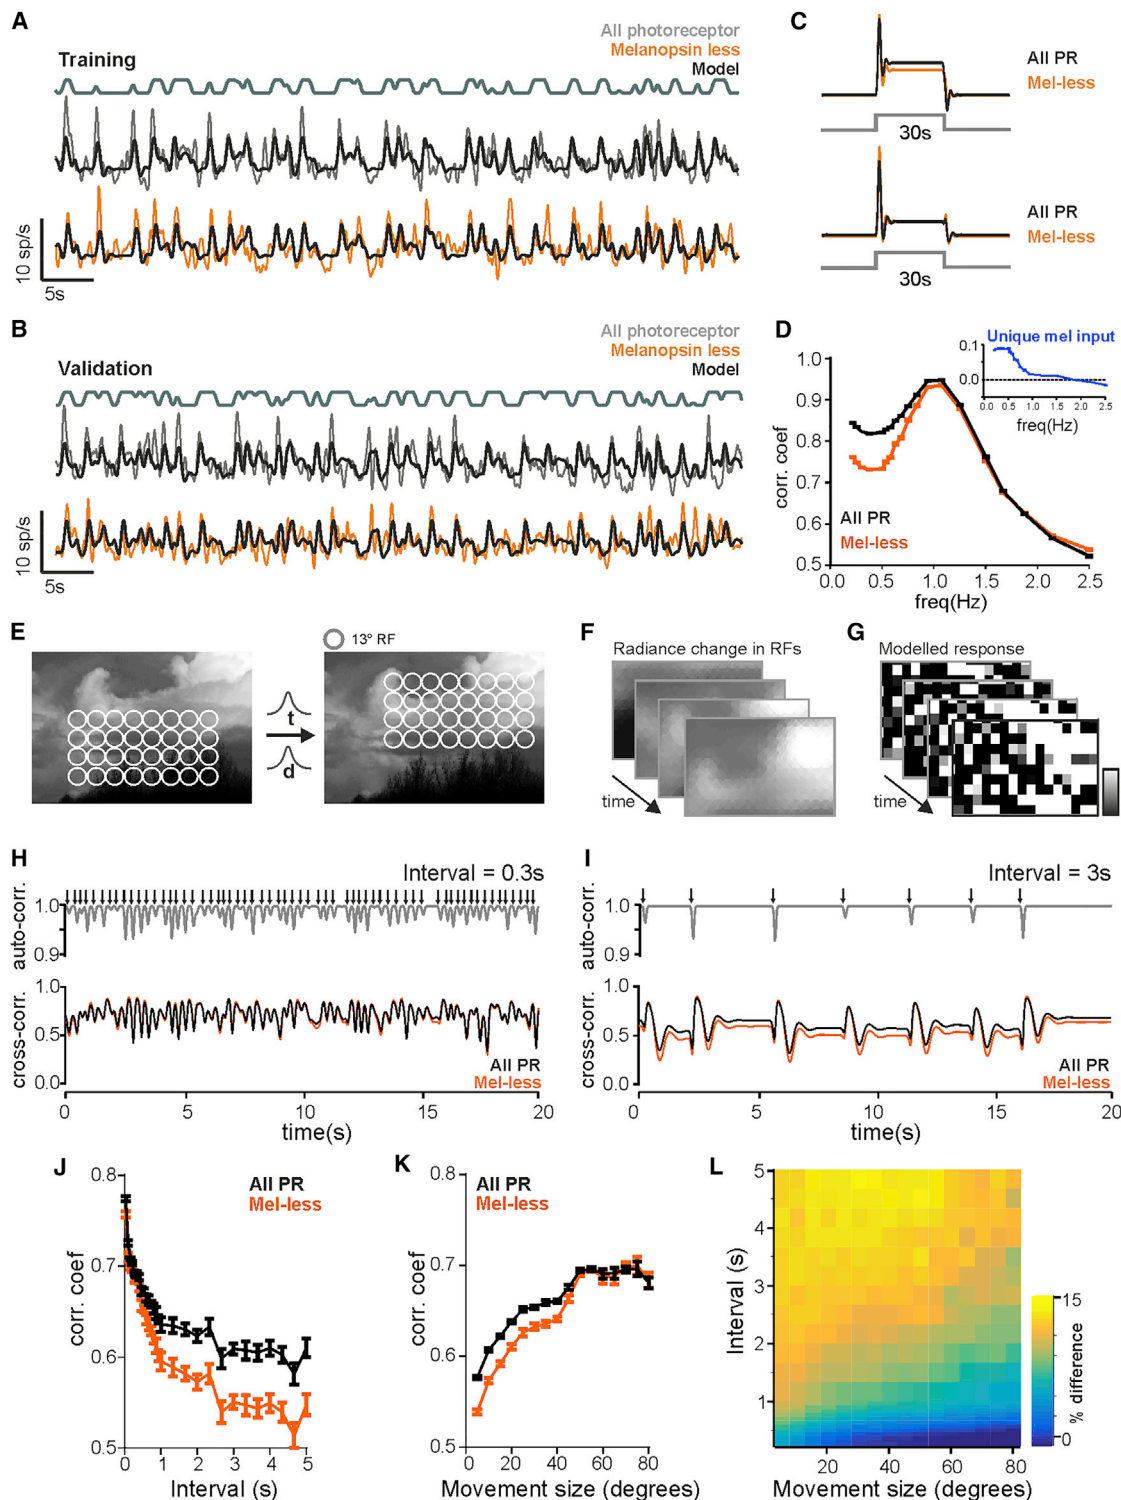 A
All photoreceptor
Melanopsin less
Model
Training
10 sp/s
5s
B
All photoreceptor
Melanopsin less
Model
Validation
10 sp/s
5s
C
All PR
Mel-less
30s
All PR
Mel-less
30s
D
Unique mel input
0.1
0.0
0.0 0.5 1.0 1.5 2.0 2.5
freq(Hz)
1.0
0.9
0.8
0.7
0.6
0.5
corr. coef
All PR
Mel-less
0.0 0.5 1.0 1.5 2.0 2.5
freq(Hz)
E
13º RF
t
d
F
Radiance change in RFs
time
G
Modelled response
time
H
Interval = 0.3s
auto-corr.
1.0
0.9
cross-corr.
1.0
0.5
0.0
All PR
Mel-less
0 5 10 15 20
time(s)
I
Interval = 3s
auto-corr.
1.0
0.9
cross-corr.
1.0
0.5
0.0
All PR
Mel-less
0 5 10 15 20
time(s)
J
All PR
Mel-less
0.8
0.7
0.6
0.5
corr. coef
0 1 2 3 4 5
Interval (s)
K
All PR
Mel-less
0.8
0.7
0.6
0.5
corr. coef
0 20 40 60 80
Movement size (degrees)
L
5
4
3
2
1
Interval (s)
20 40 60 80
Movement size (degrees)
15
0
% difference